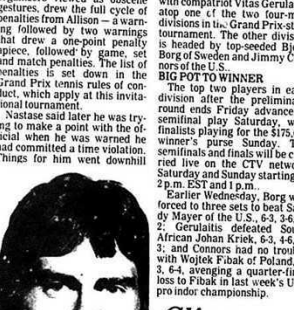 gestures, drew the full cycle of
penalties from Allison — a warn-
ing followed by two warnings
that drew a one-point penalty
apiece, followed by game, set
and match penalties. The list of
penalties is set down in the
Grand Prix tennis rules of con-
duct, which apply at this invita-
ional tournament.
Nastase said later he was try-
ng to make a point with the of-
icial when he was warned he
had committed a time violation.
Things for him went downhill
with compatriot Vitas Gerul
atop one of the two four-m
divisions in the Grand Prix-st
tournament. The other divis
is headed by top-seeded Bj
Borg of Sweden and Jimmy C
nors of the U.S..
BIG POT TO WINNER
The top two players in ea
division after the prelimina
round ends Friday advance
semifinal play Saturday, w
finalists playing for the $175,
winner's purse Sunday. T
semifinals and finals will be c
ried live on the CTV netwo
Saturday and Sunday starting
2 p.m. EST and 1 p.m..
Earlier Wednesday, Borg w
forced to three sets to beat Sa
dy Mayer of the U.S., 6-3, 3-6,
2; Gerulaitis defeated Sou
African Johan Kriek, 6-3, 4-6,
3; and Connors had no troub
with Wojtek Fibak of Poland,
3, 6-4, avenging a quarter-fin
loss to Fibak in last week's U
pro indoor championship.